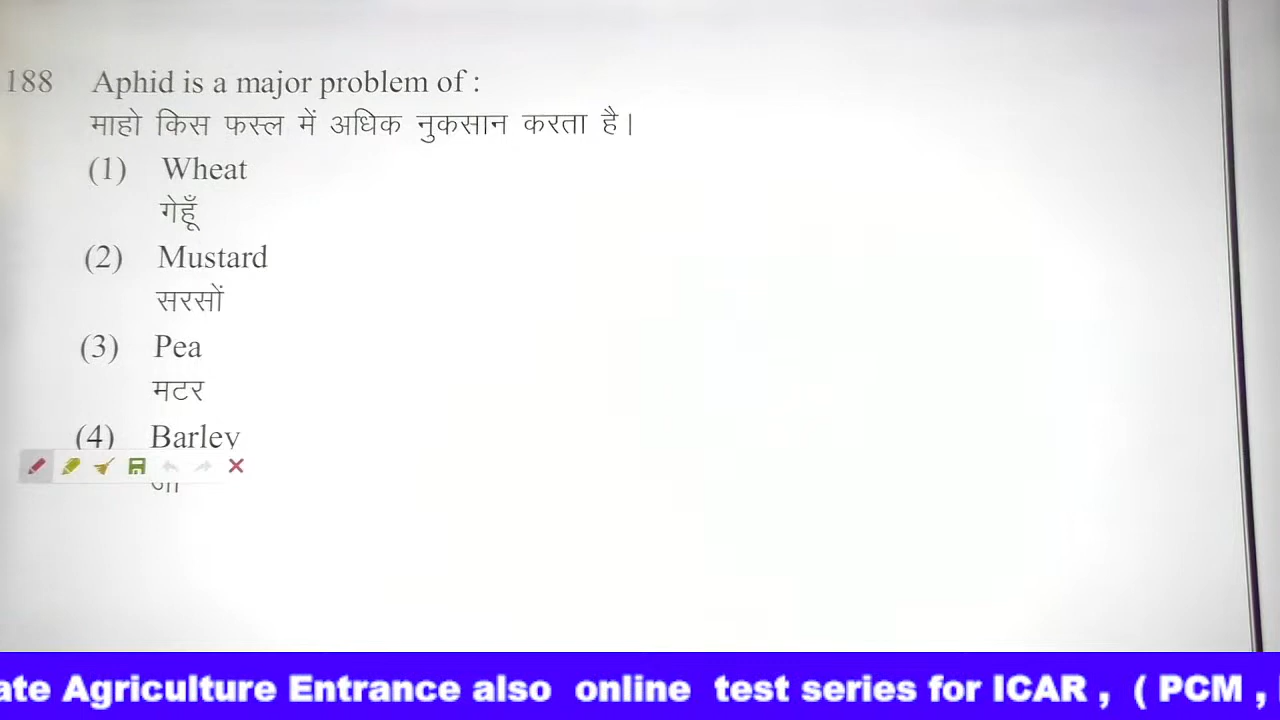 188 Aphid is a major problem of :
माहो किस फस्ल में अधिक नुकसान करता है।
(1) Wheat
गेहूँ
(2) Mustard
सरसों
(3) Pea
मटर
(4) Barley
ate Agriculture Entrance also online test series for ICAR , ( PCM ,